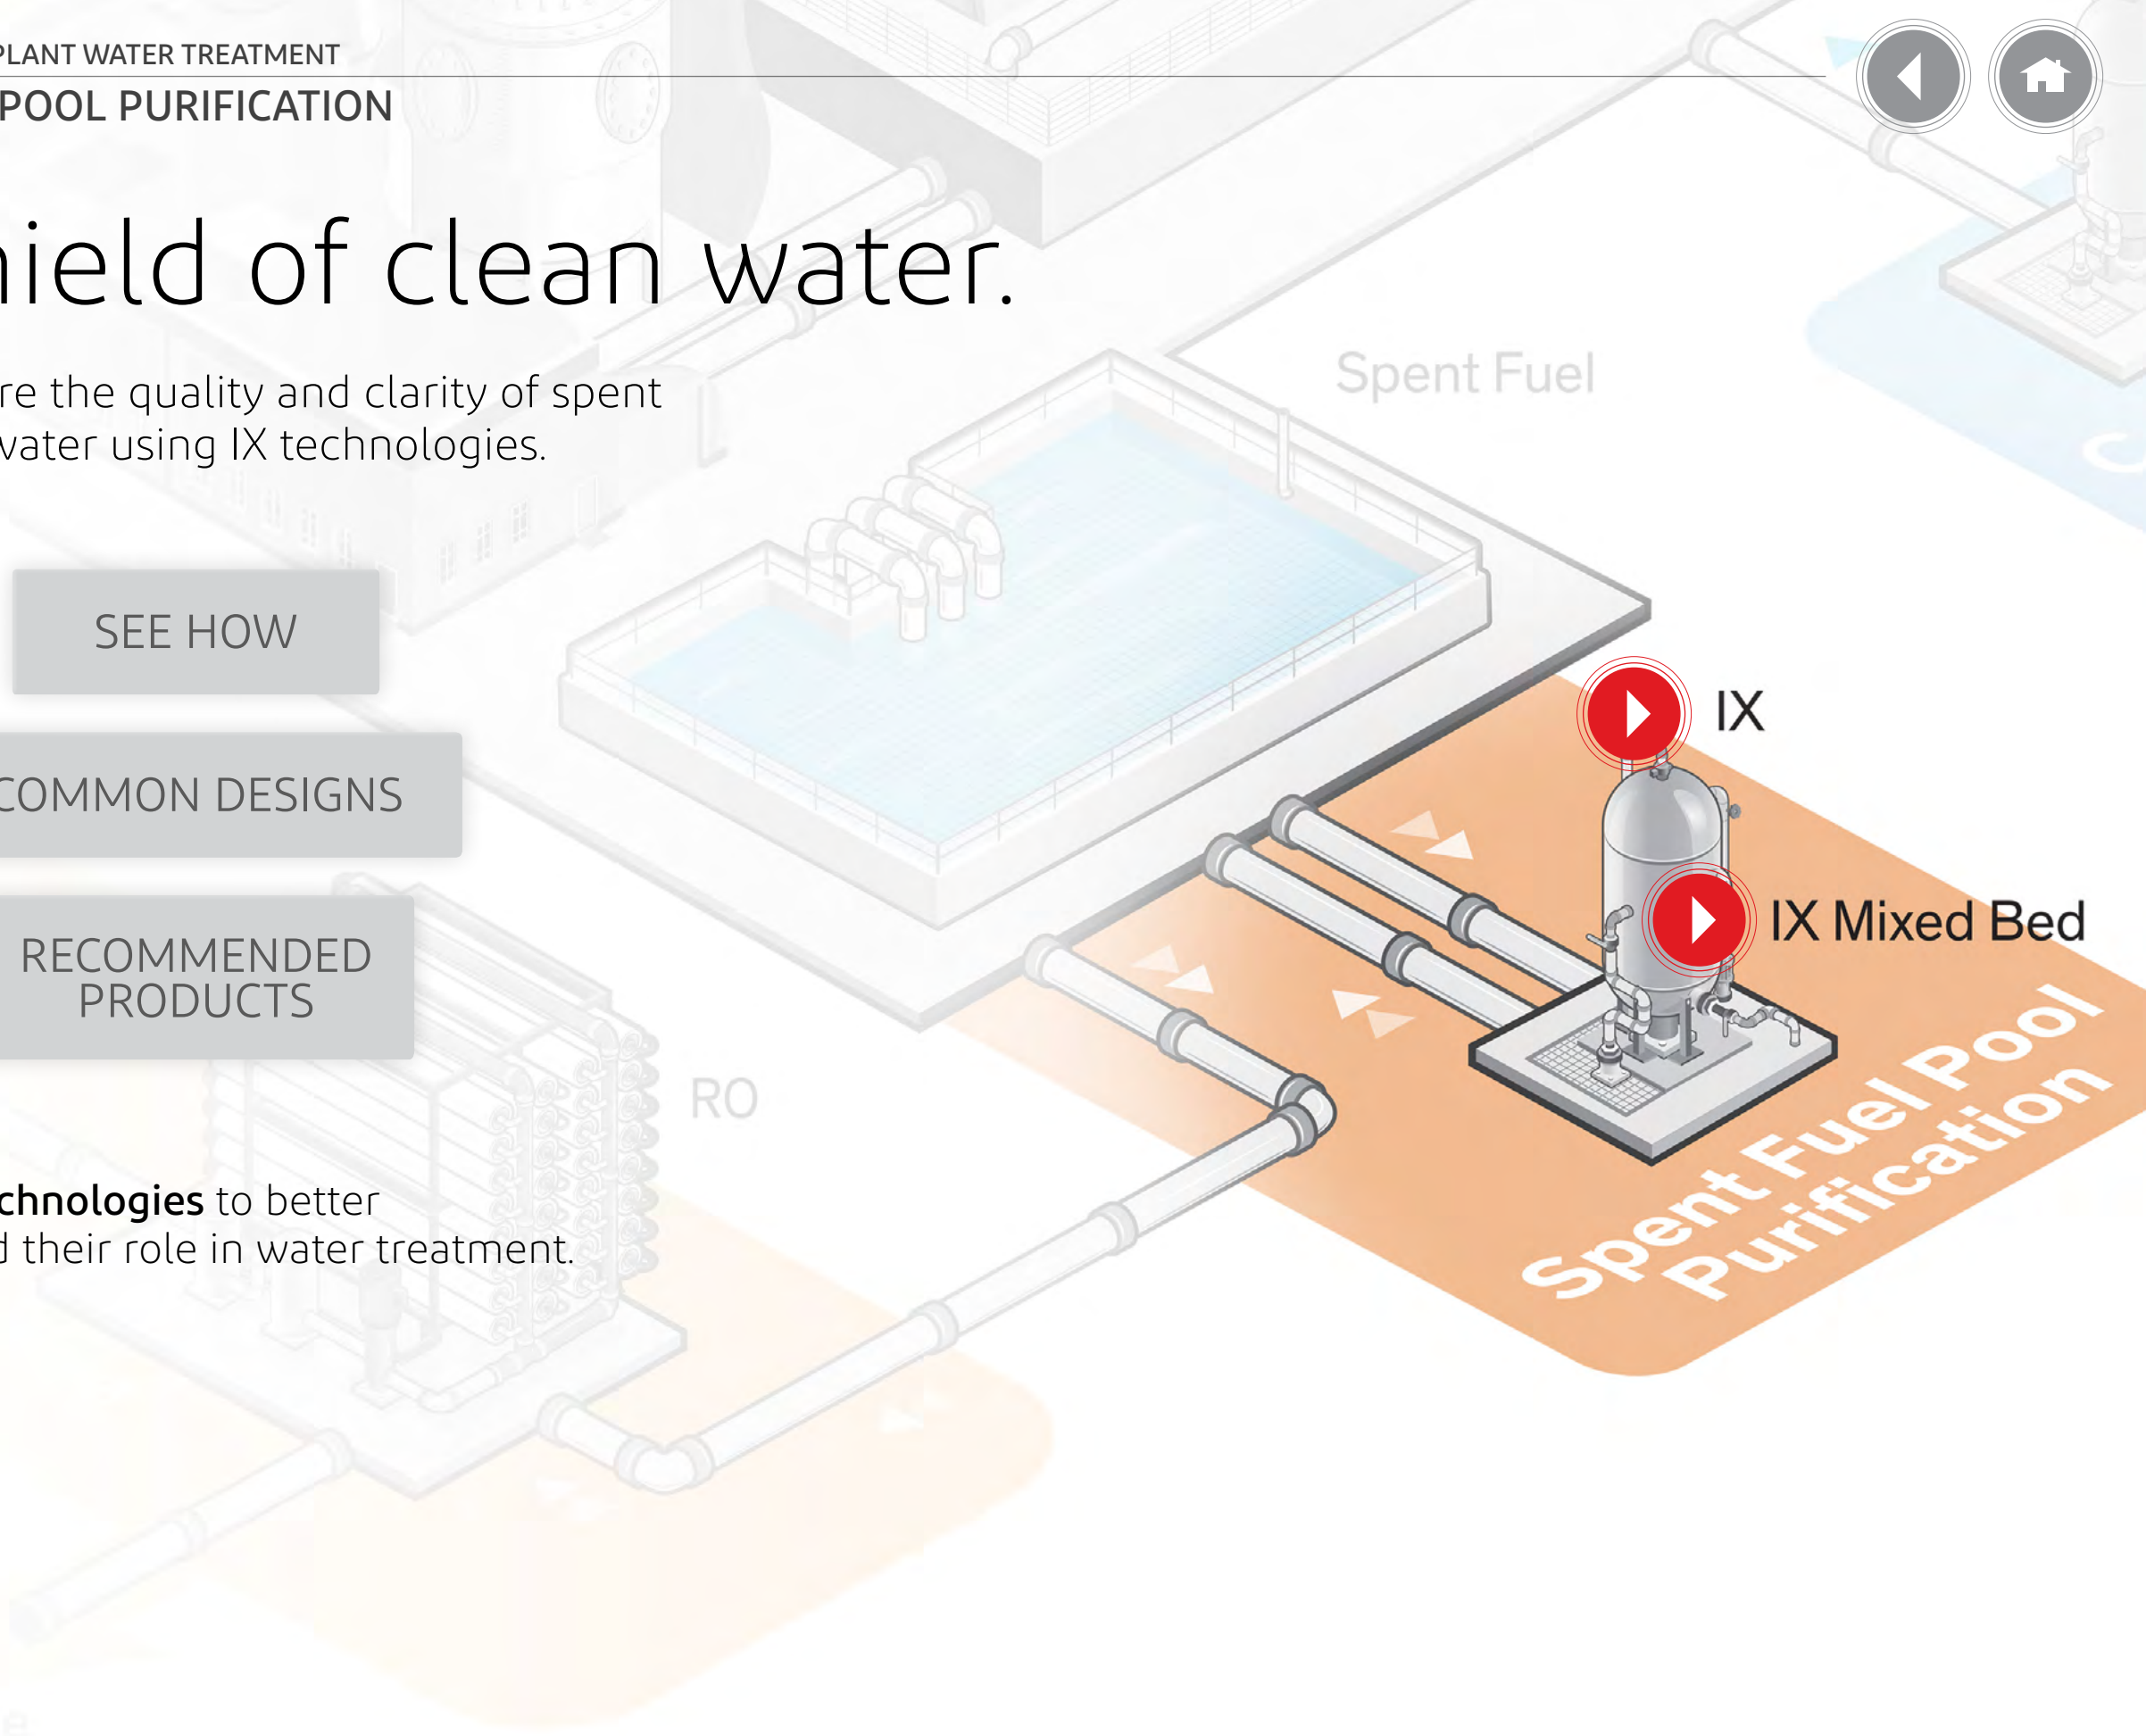 PLANT WATER TREATMENT
POOL PURIFICATION
hield of clean water.
re the quality and clarity of spent
water using IX technologies.
Spent Fuel
SEE HOW
COMMON DESIGNS
RECOMMENDED
PRODUCTS
IX
IX Mixed Bed
RO
Spent Fuel Pool
Purification
chnologies to better
d their role in water treatment.